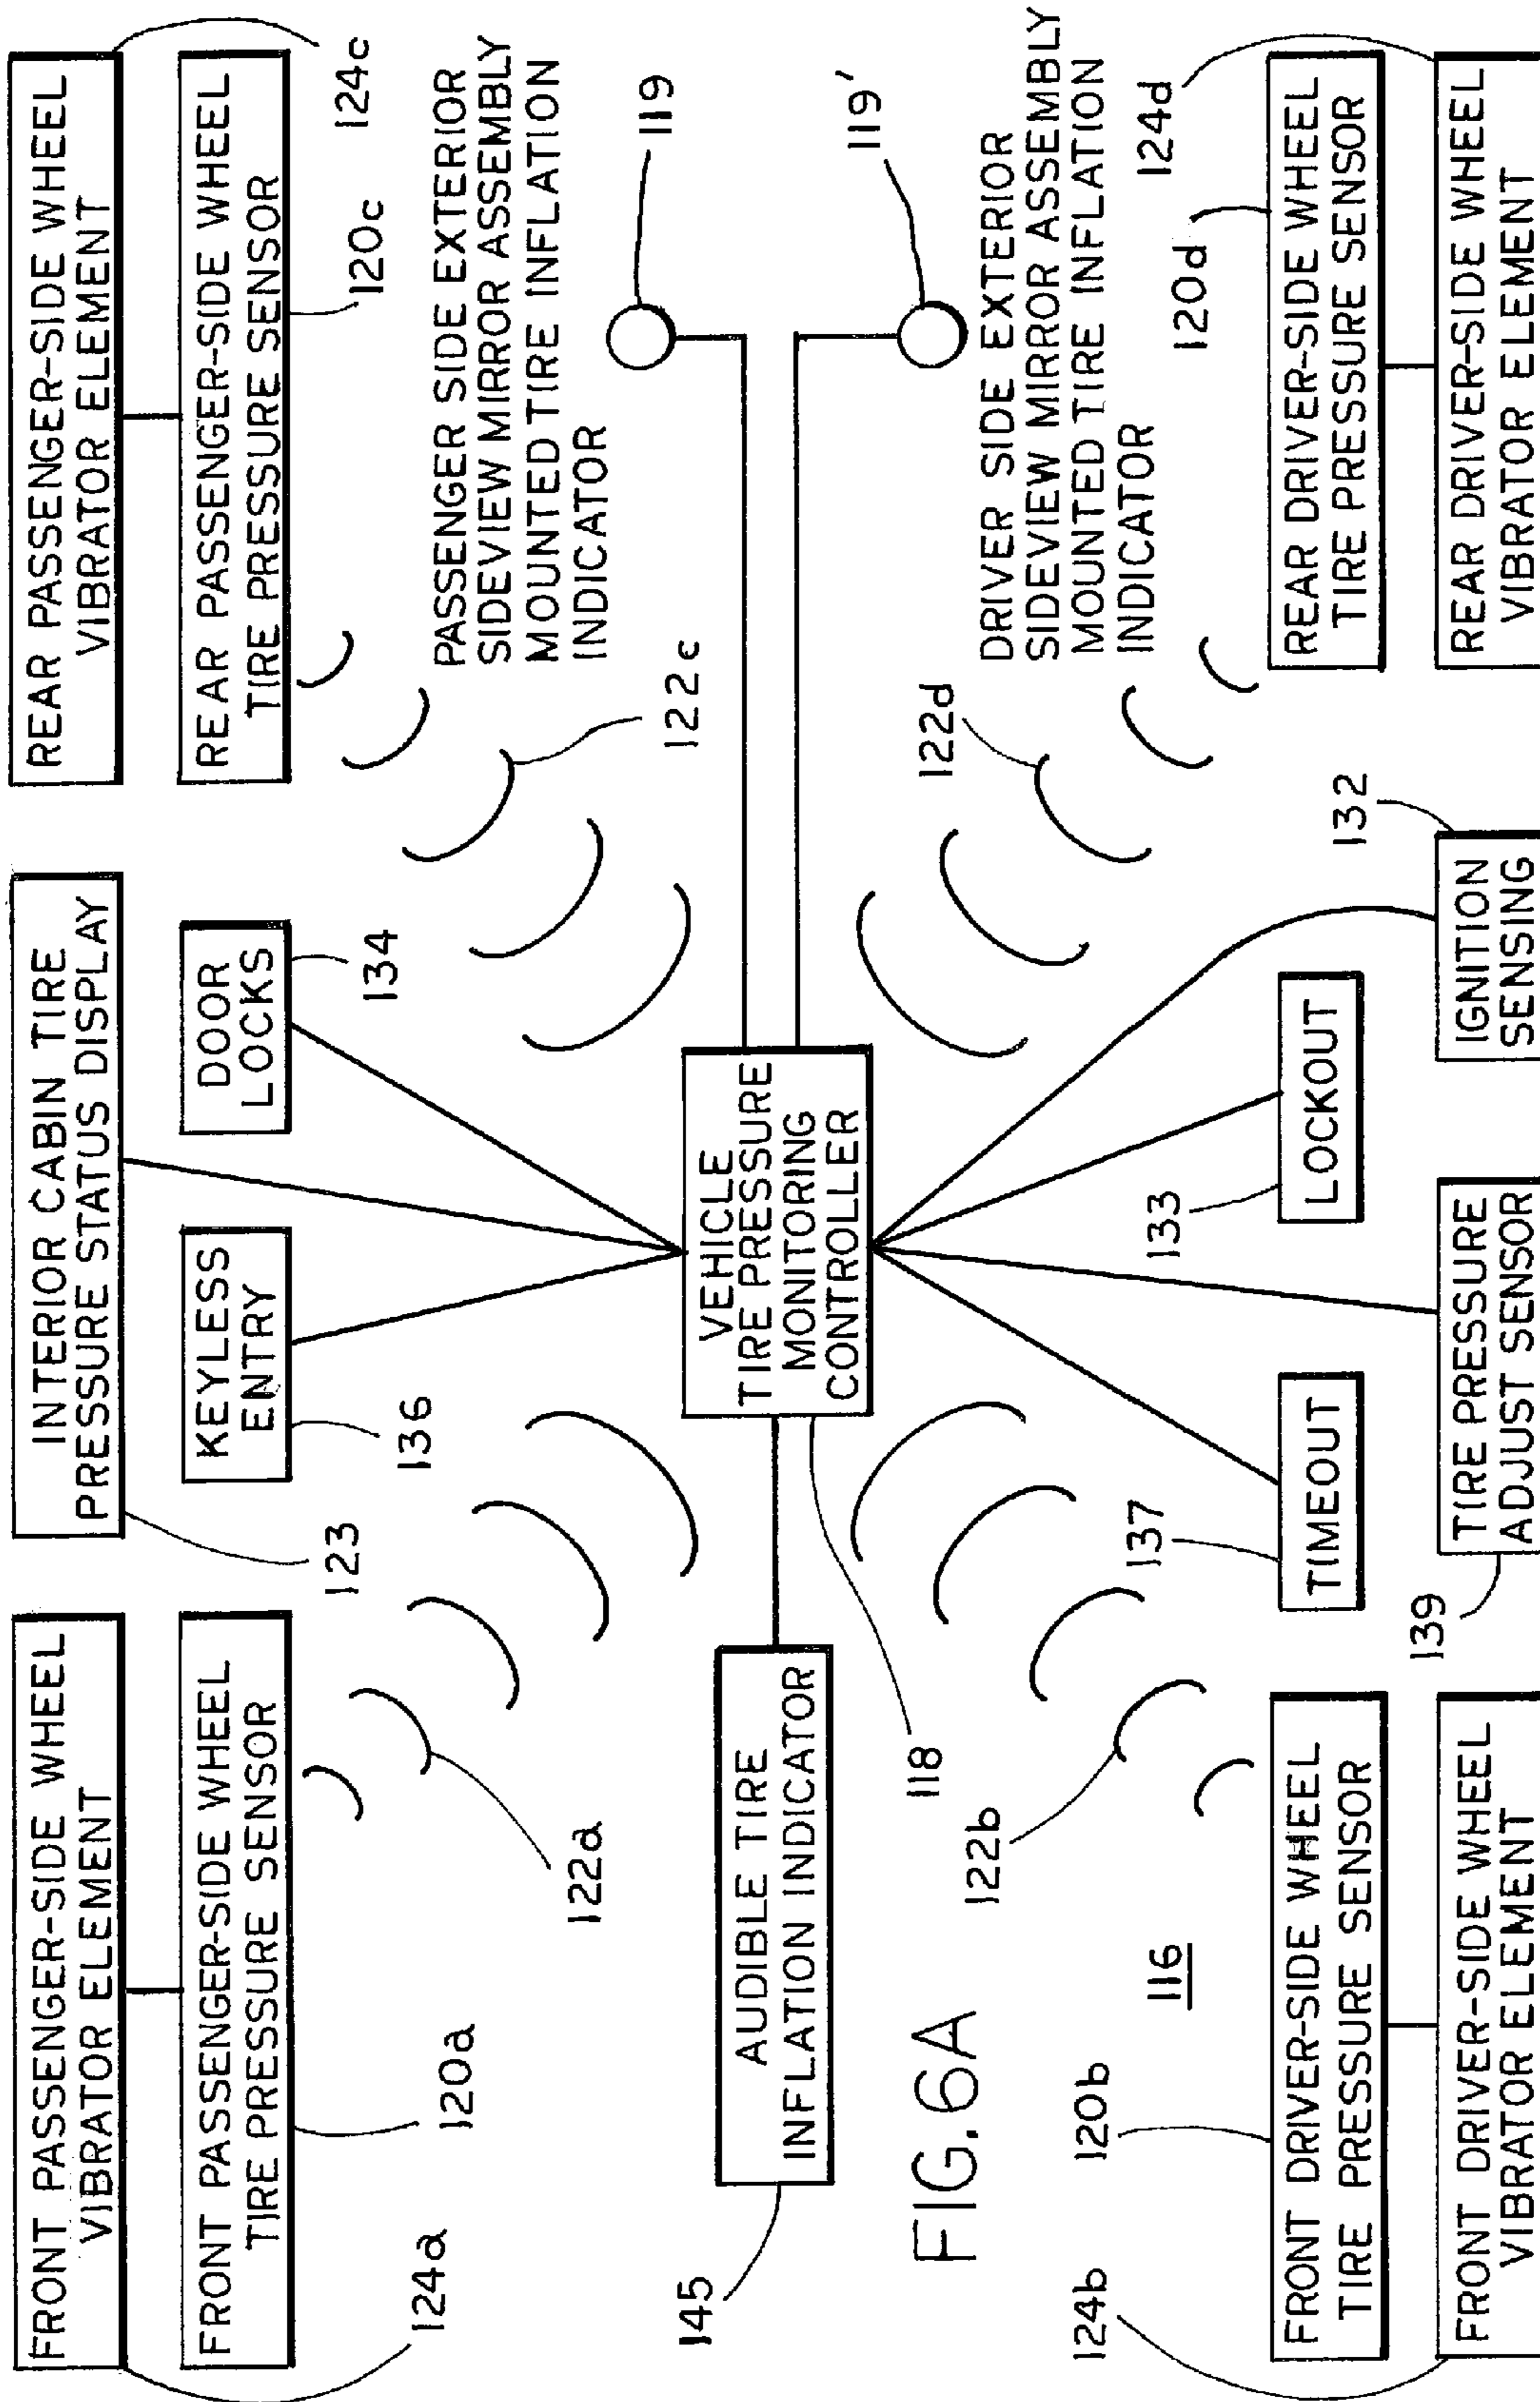 FRONT PASSENGER-SIDE WHEEL
VIBRATOR ELEMENT
124a
FRONT PASSENGER-SIDE WHEEL
TIRE PRESSURE SENSOR
120a
122a
INTERIOR CABIN TIRE
PRESSURE STATUS DISPLAY
123
KEYLESS
ENTRY
136
DOOR
LOCKS
134
REAR PASSENGER-SIDE WHEEL
VIBRATOR ELEMENT
124c
REAR PASSENGER-SIDE WHEEL
TIRE PRESSURE SENSOR
120c
PASSENGER SIDE EXTERIOR
SIDEVIEW MIRROR ASSEMBLY
MOUNTED TIRE INFLATION
INDICATOR
122c
119
145
AUDIBLE TIRE
INFLATION INDICATOR
VEHICLE
TIRE PRESSURE
MONITORING
CONTROLLER
118
119'
FIG. 6A
122b
122d
DRIVER SIDE EXTERIOR
SIDEVIEW MIRROR ASSEMBLY
MOUNTED TIRE INFLATION
INDICATOR
116
124b
120b
FRONT DRIVER-SIDE WHEEL
TIRE PRESSURE SENSOR
FRONT DRIVER-SIDE WHEEL
VIBRATOR ELEMENT
137
TIMEOUT
133
LOCKOUT
139
TIRE PRESSURE
ADJUST SENSOR
132
IGNITION
SENSING
120d
124d
REAR DRIVER-SIDE WHEEL
TIRE PRESSURE SENSOR
REAR DRIVER-SIDE WHEEL
VIBRATOR ELEMENT